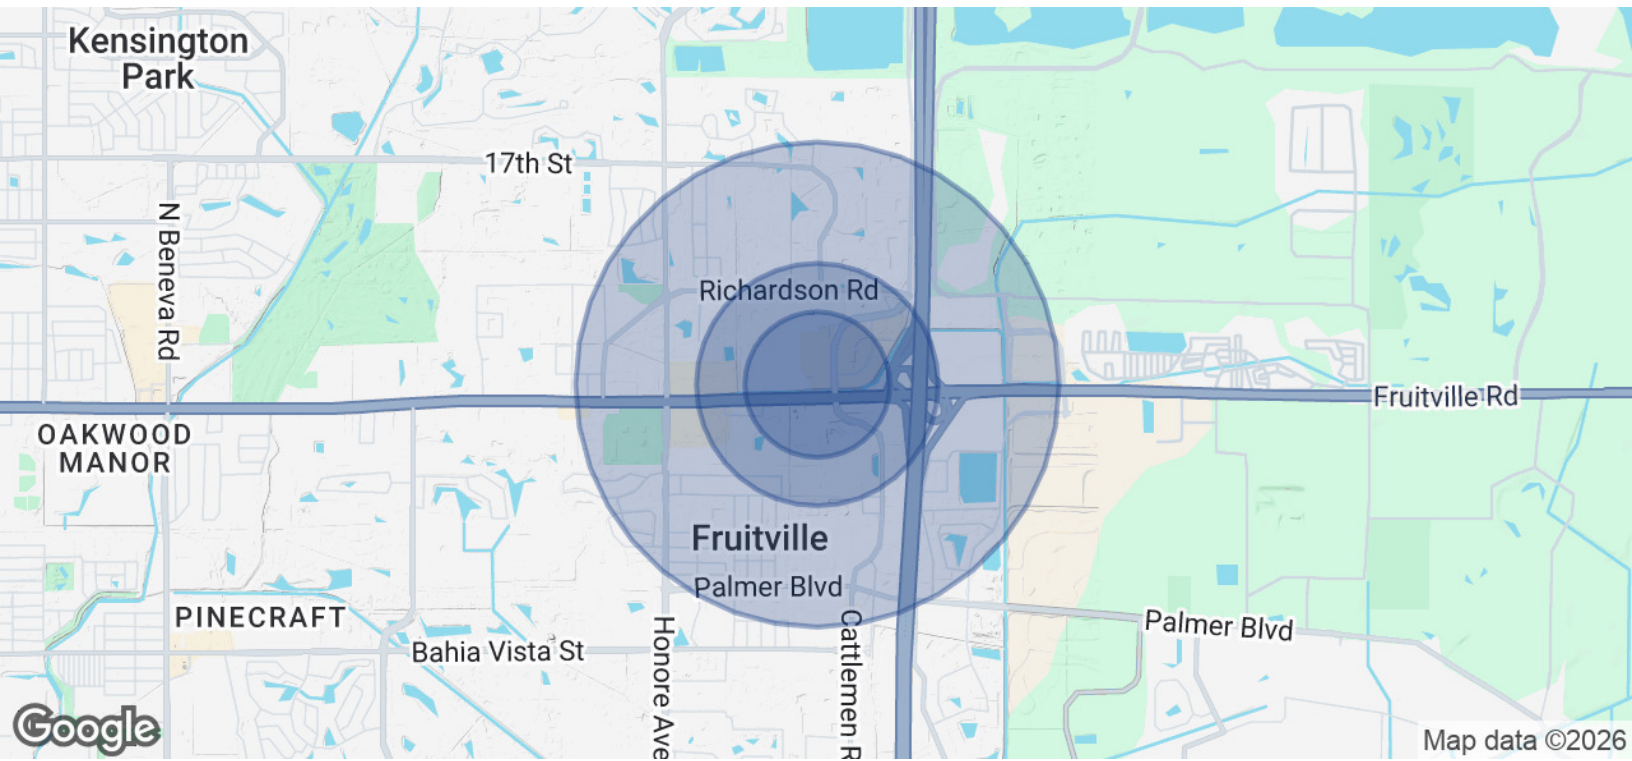 Kensington
Park
17th St
N Beneva Rd
Richardson Rd
Fruitville Rd
OAKWOOD
MANOR
Fruitville
Palmer Blvd
PINECRAFT
Bahia Vista St
Honore Ave
Cattlemen R
Palmer Blvd
Google
Map data ©2026